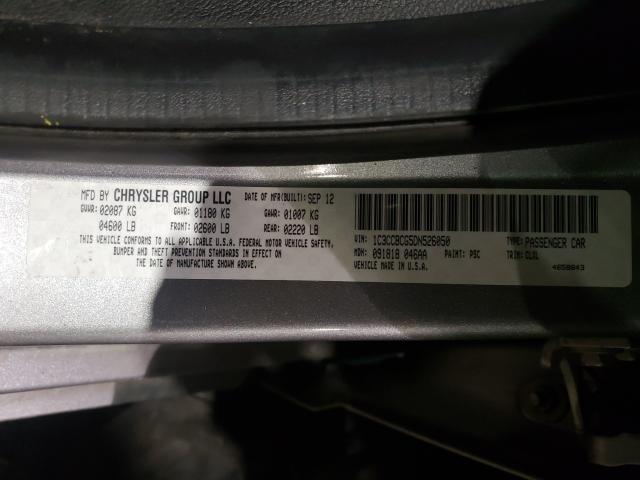 MFD BY CHRYSLER GROUP LLC DATE OF MFR(BUILT): SEP 12
GVWR: 02087 KG GAWR: 01180 KG GAWR: 01007 KG
04600 LB FRONT: 02600 LB REAR: 02220 LB
THIS VEHICLE CONFORMS TO ALL APPLICABLE U.S.A. FEDERAL MOTOR VEHICLE SAFETY,
BUMPER AND THEFT PREVENTION STANDARDS IN EFFECT ON
THE DATE OF MANUFACTURE SHOWN ABOVE.
VIN: 1C3CCBCG5DN526050 TYPE: PASSENGER CAR
MDH: 091818 046AA PAINT: PSC TRIM: CLXL
VEHICLE MADE IN U.S.A. 4658843